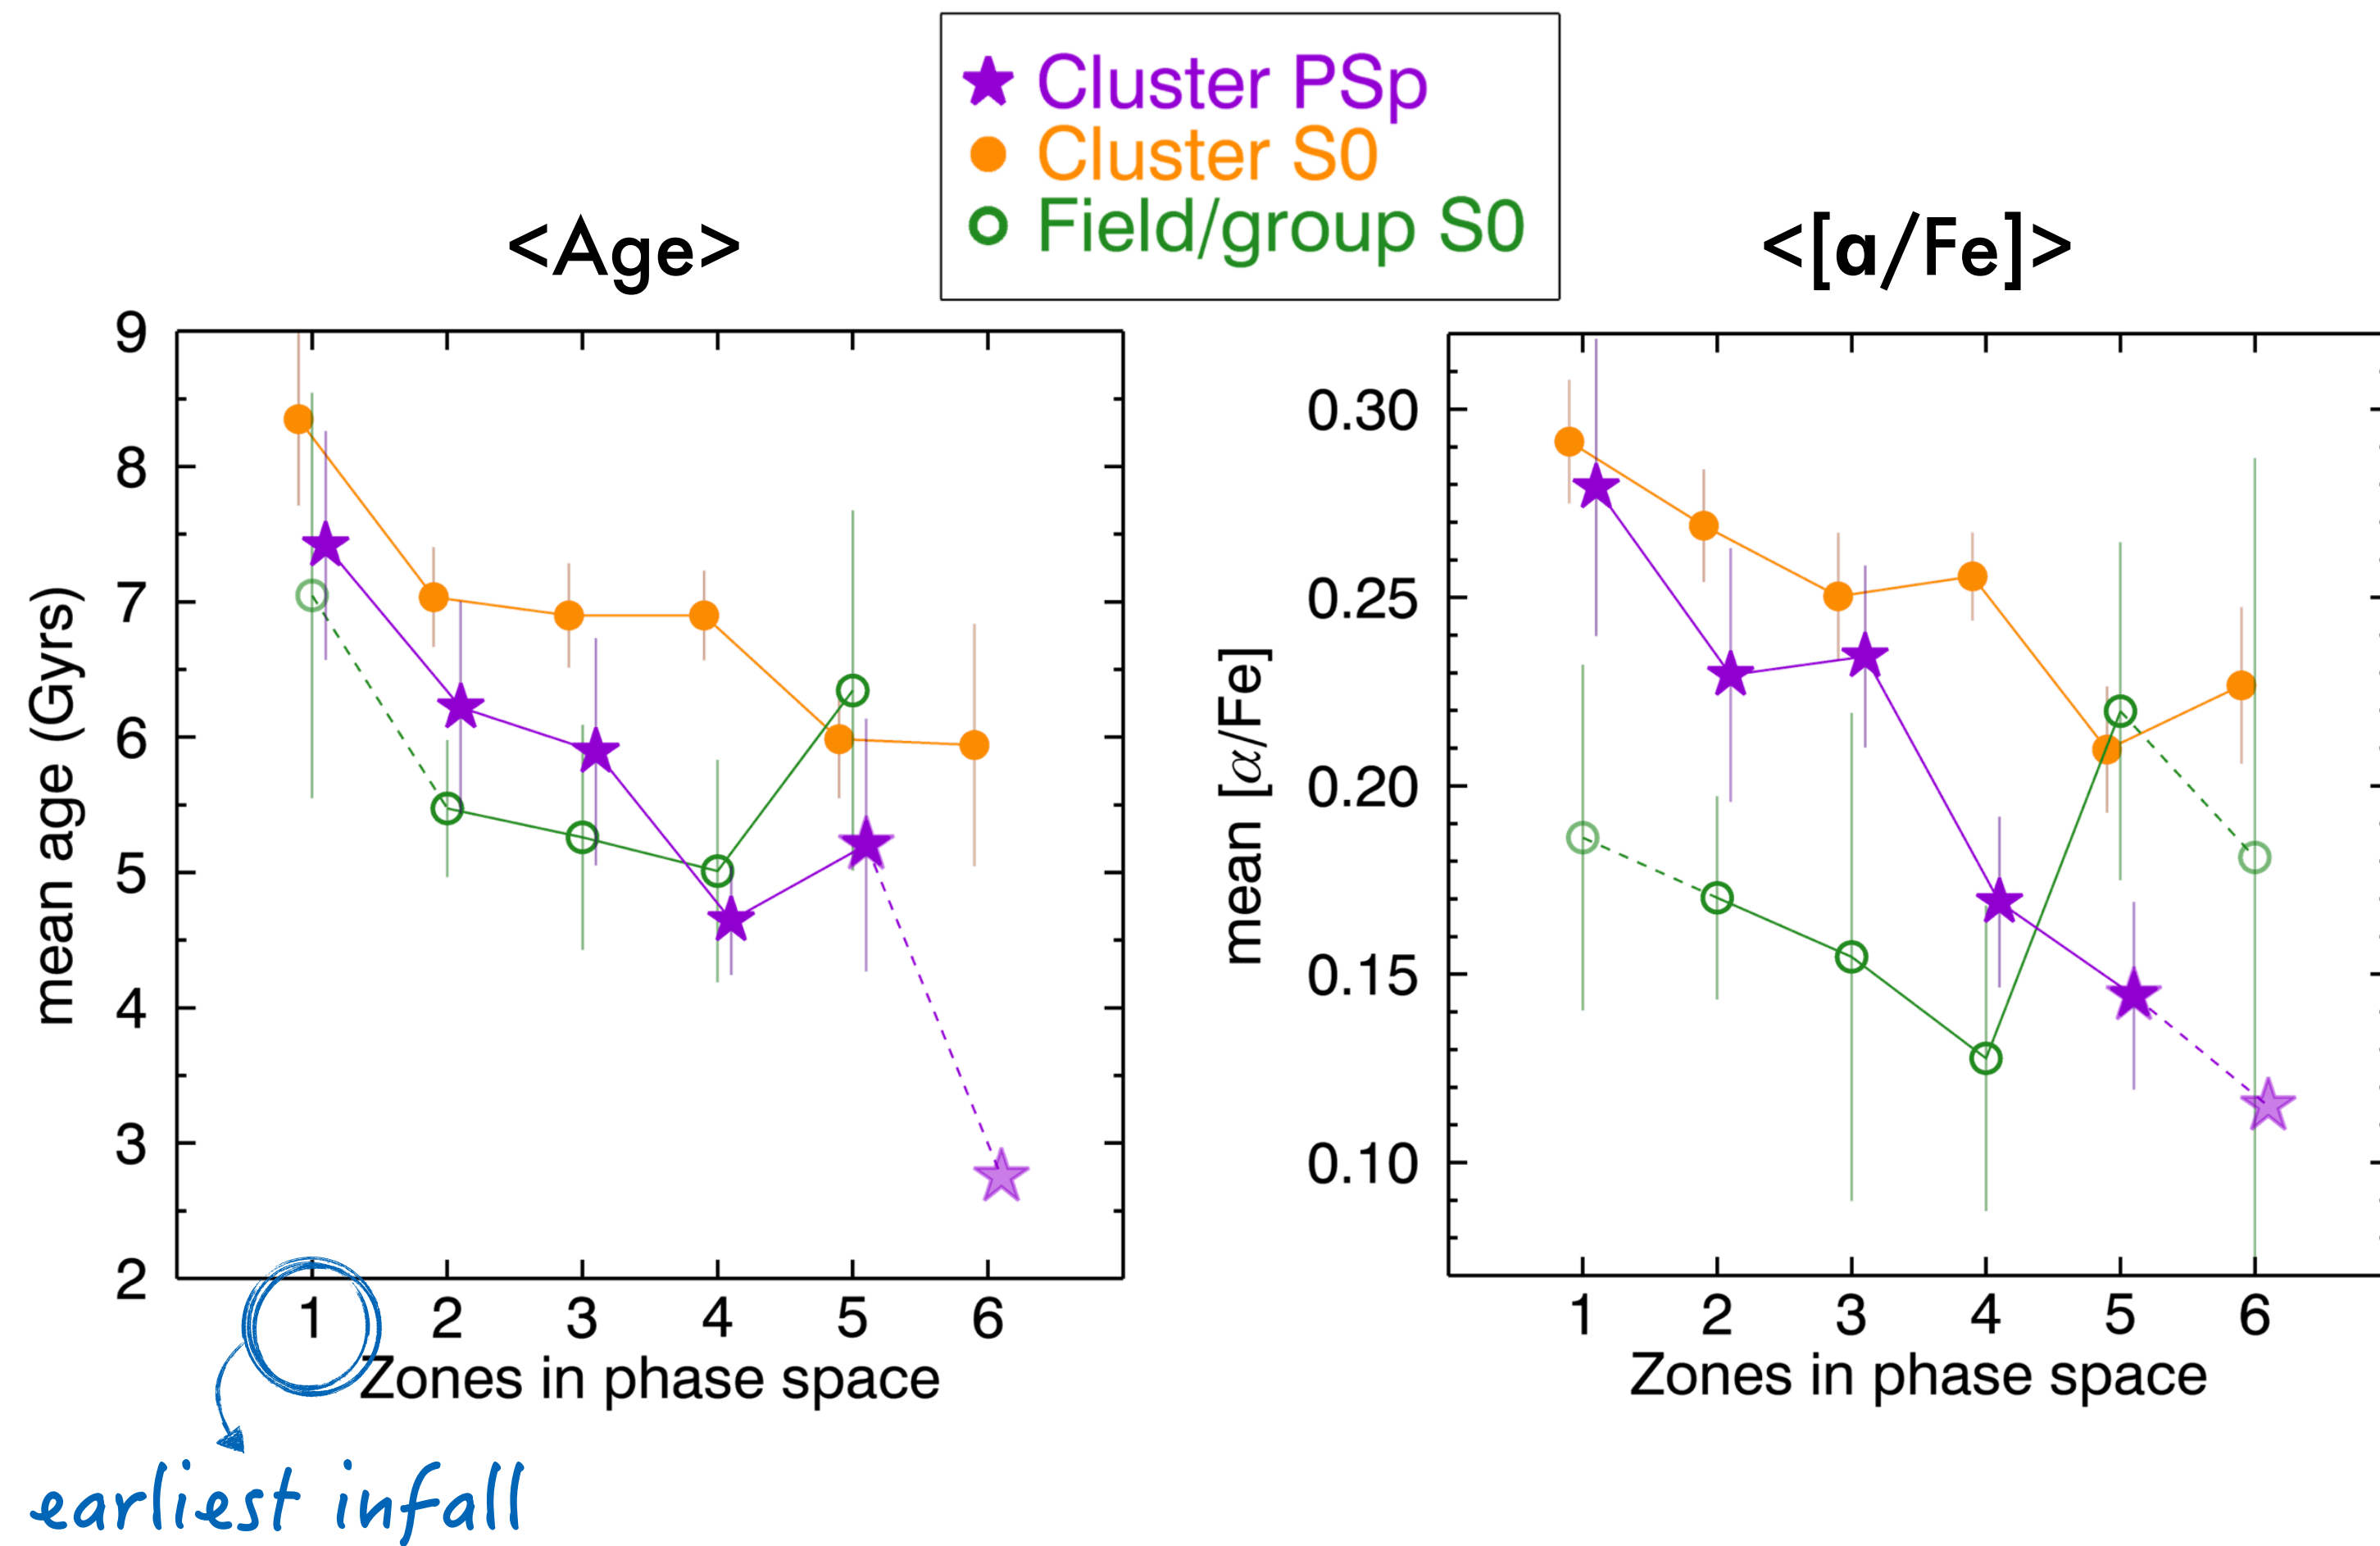 Cluster PSp
Cluster S0
Field/group S0
<Age>
<[α/Fe]>
9
8
7
6
5
4
3
2
mean age (Gyrs)
1 2 3 4 5 6
Zones in phase space
earliest infall
0.30
0.25
0.20
0.15
0.10
mean [α/Fe]
1 2 3 4 5 6
Zones in phase space